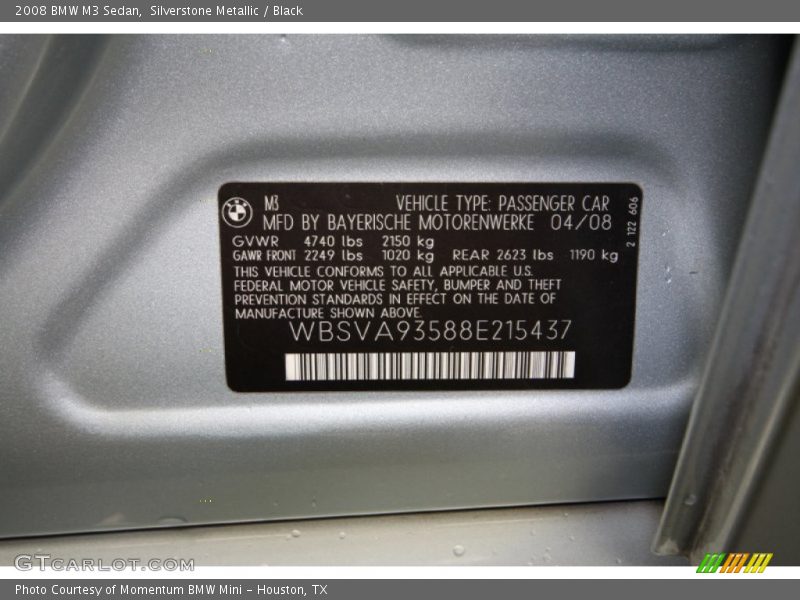 2008 BMW M3 Sedan,  Silverstone Metallic / Black
M3 VEHICLE TYPE: PASSENGER CAR
MFD BY BAYERISCHE MOTORENWERKE 04/08
GVWR 4740 lbs 2150 kg
GAWR FRONT 2249 lbs 1020 kg REAR 2623 lbs 1190 kg
THIS VEHICLE CONFORMS TO ALL APPLICABLE U.S.
FEDERAL MOTOR VEHICLE SAFETY, BUMPER AND THEFT
PREVENTION STANDARDS IN EFFECT ON THE DATE OF
MANUFACTURE SHOWN ABOVE.
WBSVA93588E215437
2 122 606
GTcarlot.com
Photo Courtesy of Momentum BMW Mini - Houston, TX